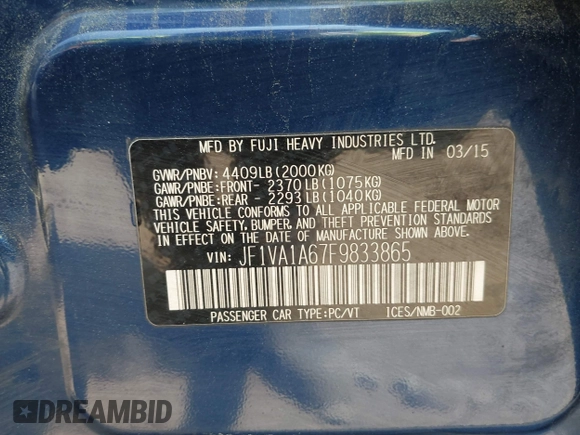 MFD BY FUJI HEAVY INDUSTRIES LTD.
MFD IN 03/15
GVWR/PNBV: 4409LB(2000KG)
GAWR/PNBE:FRONT- 2370LB(1075KG)
GAWR/PNBE:REAR - 2293LB(1040KG)
THIS VEHICLE CONFORMS TO ALL APPLICABLE FEDERAL MOTOR
VEHICLE SAFETY, BUMPER, AND THEFT PREVENTION STANDARDS
IN EFFECT ON THE DATE OF MANUFACTURE SHOWN ABOVE.
VIN: JF1VA1A67F9833865
PASSENGER CAR TYPE:PC/VT ICES/NMB-002
DREAMBID